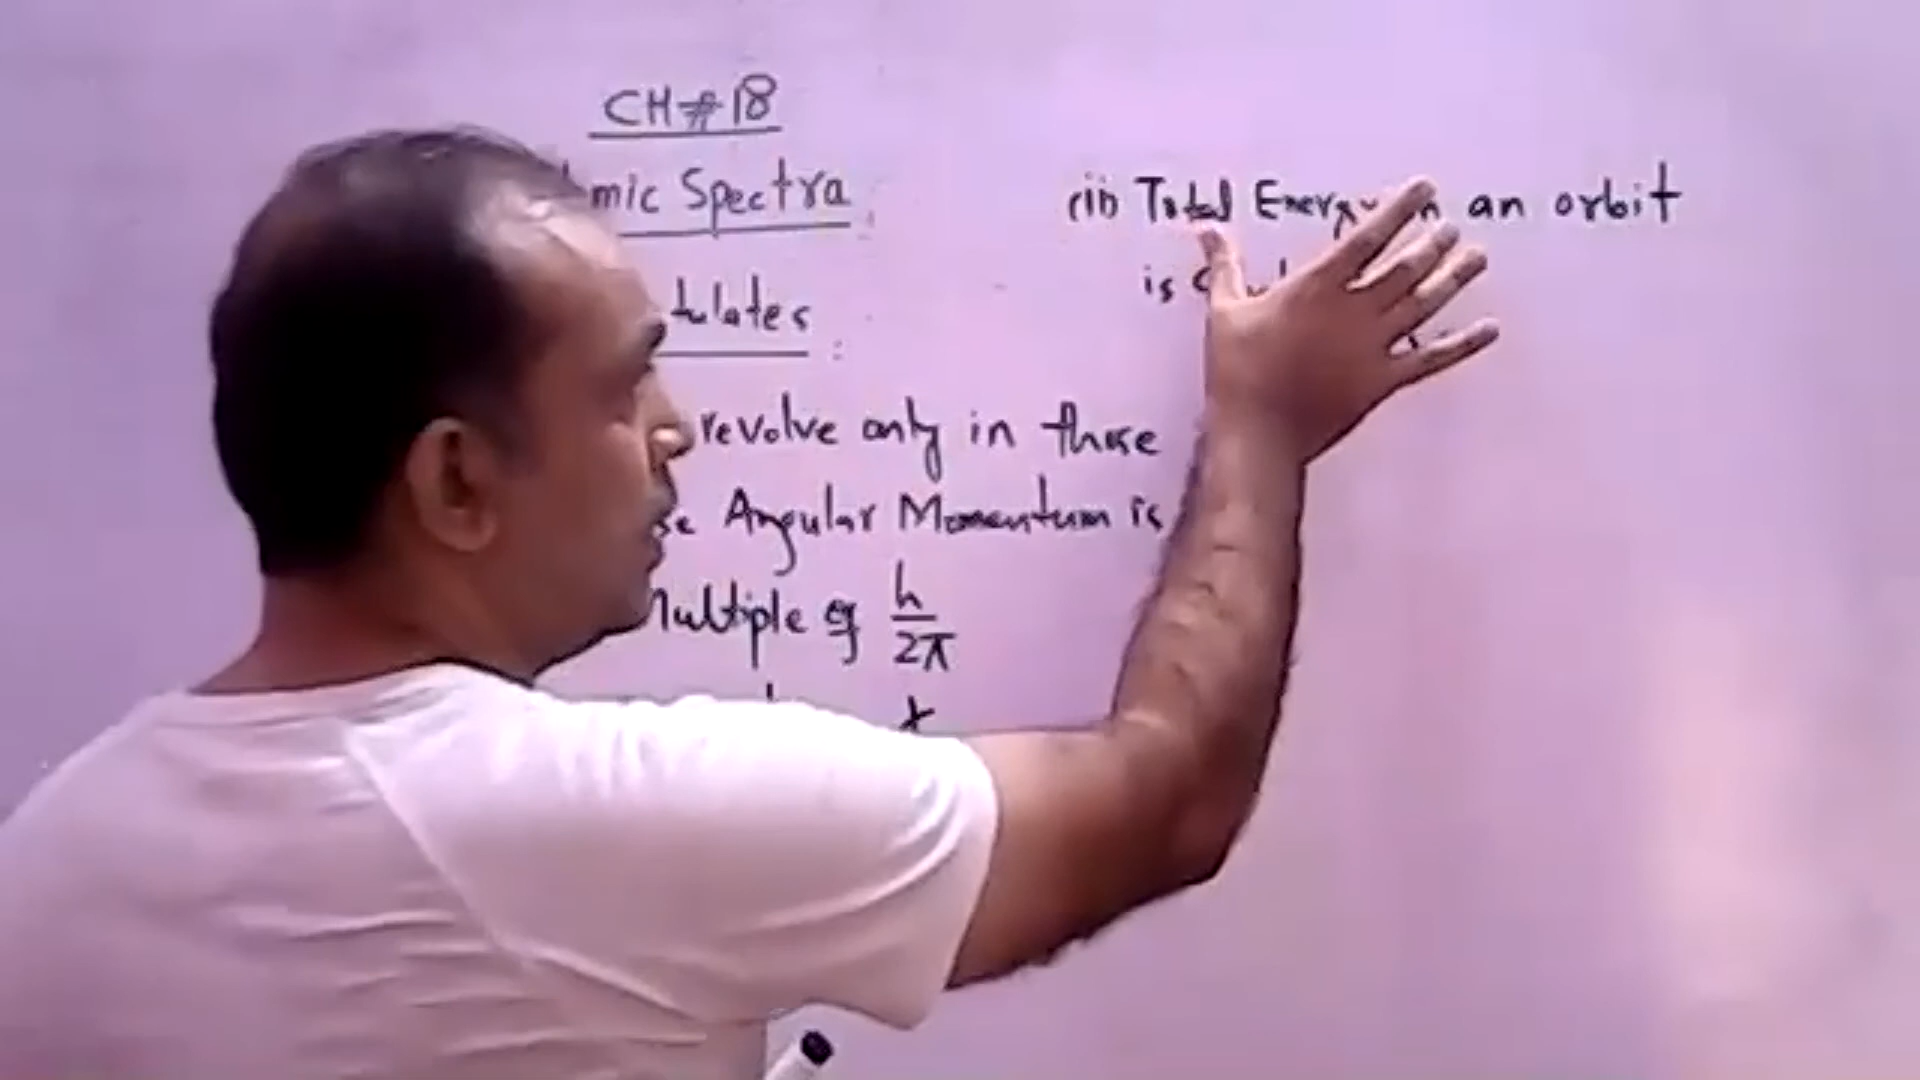 CH#18
mic Spectra
tulates
revolve only in those
se Angular Momentum is
Multiple of h/2π
(ii) Total Energy an orbit
is